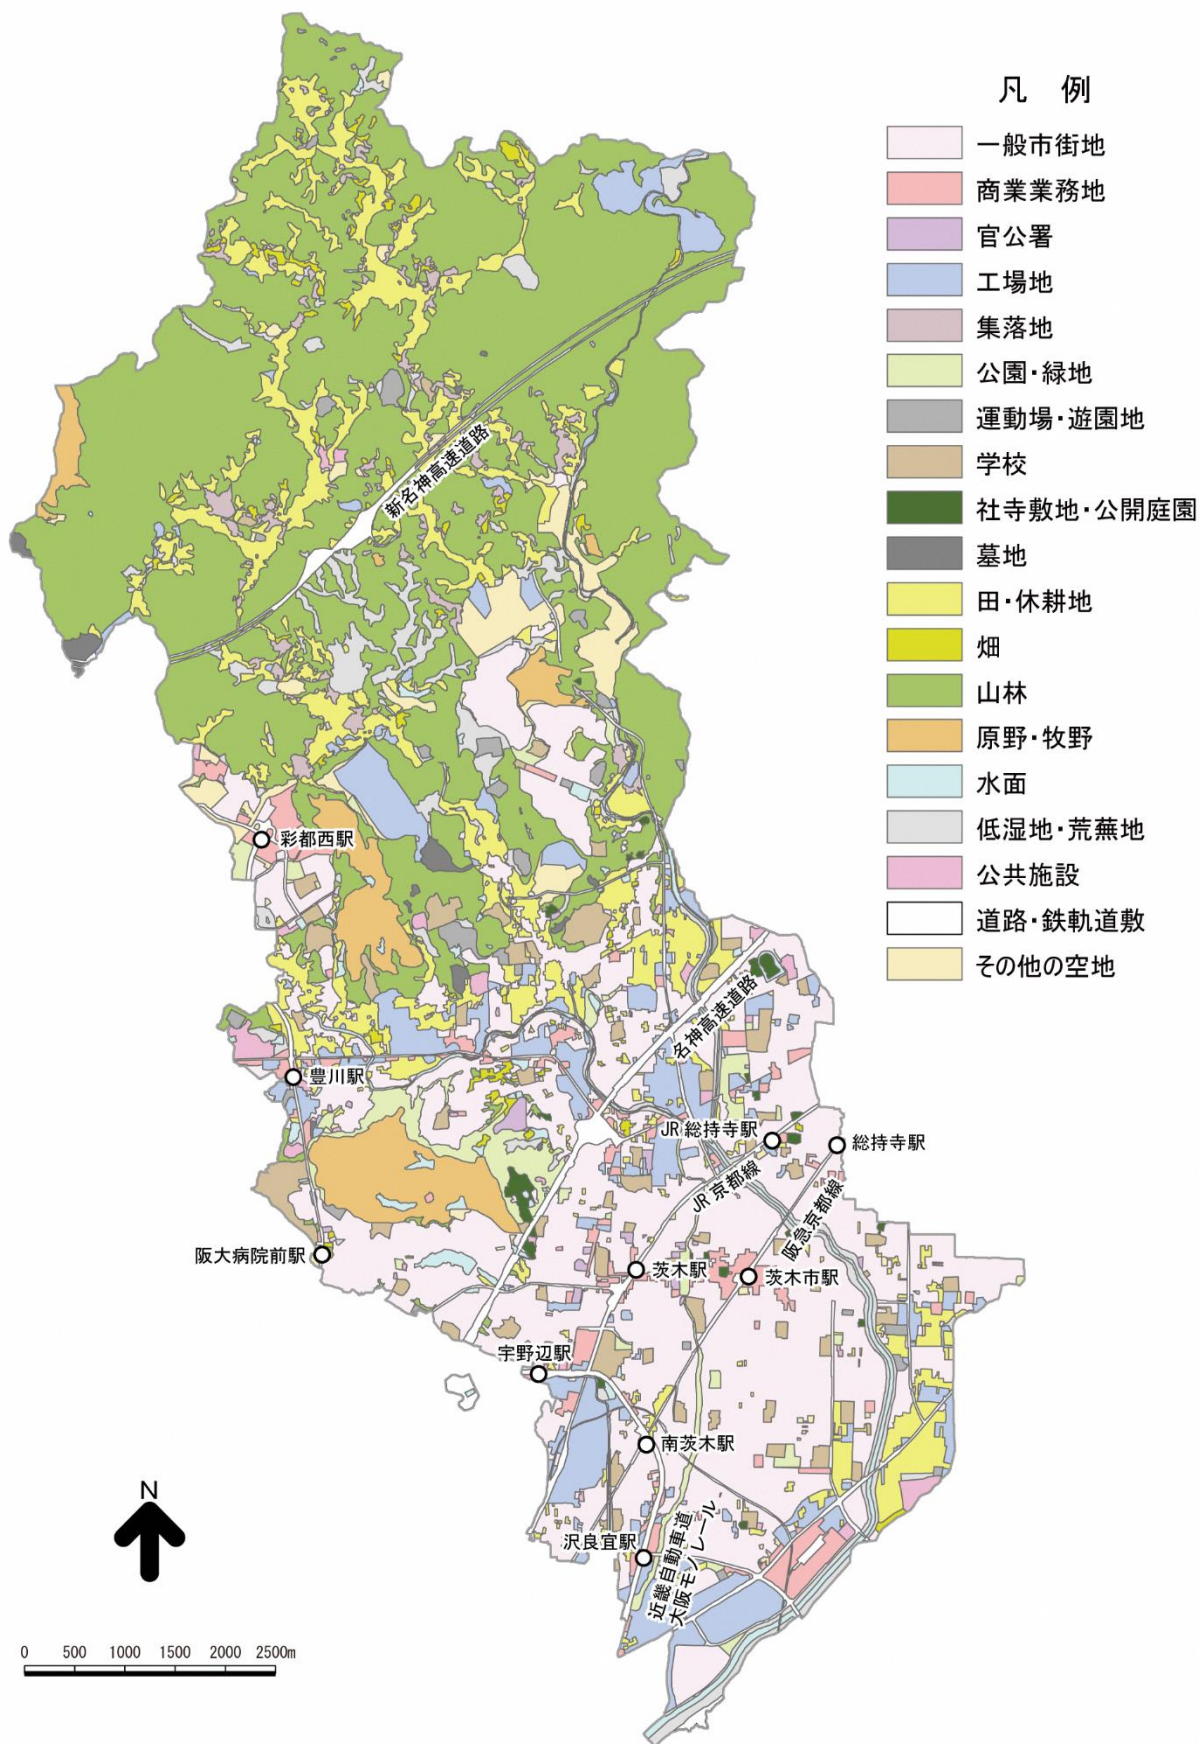 凡 例
一般市街地
商業業務地
官公署
工場地
集落地
公園・緑地
運動場・遊園地
学校
社寺敷地・公開庭園
墓地
田・休耕地
畑
山林
原野・牧野
水面
低湿地・荒蕪地
公共施設
道路・鉄軌道敷
その他の空地
新名神高速道路
彩都西駅
名神高速道路
豊川駅
JR総持寺駅
総持寺駅
JR京都線
阪急京都線
阪大病院前駅
茨木駅
茨木市駅
宇野辺駅
南茨木駅
沢良宜駅
近畿自動車道
大阪モノレール
N
0 500 1000 1500 2000 2500m